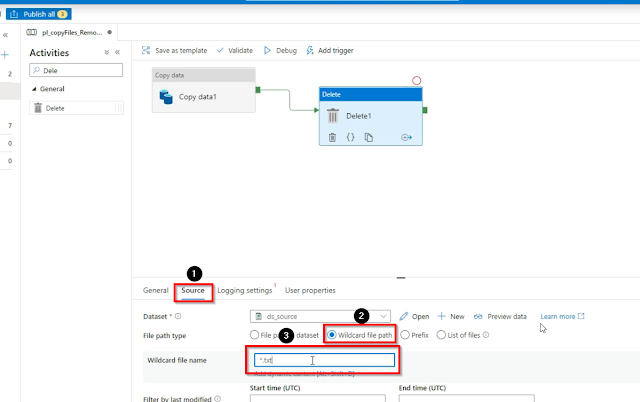 Publish all 3
«
pl_copyFiles_Remo...
Activities
Save as template
Validate
Debug
Add trigger
Dele
General
Delete
2
7
0
0
Copy data
Copy data1
Delete
Delete1
{}
1
General
Source
Logging settings 1
User properties
2
Dataset *
ds_source
Open
New
Preview data
Learn more
3
File path type
File path in dataset
Wildcard file path
Prefix
List of files
Wildcard file name
*.txt
Add dynamic content [Alt+Shift+D]
Filter by last modified
Start time (UTC)
End time (UTC)